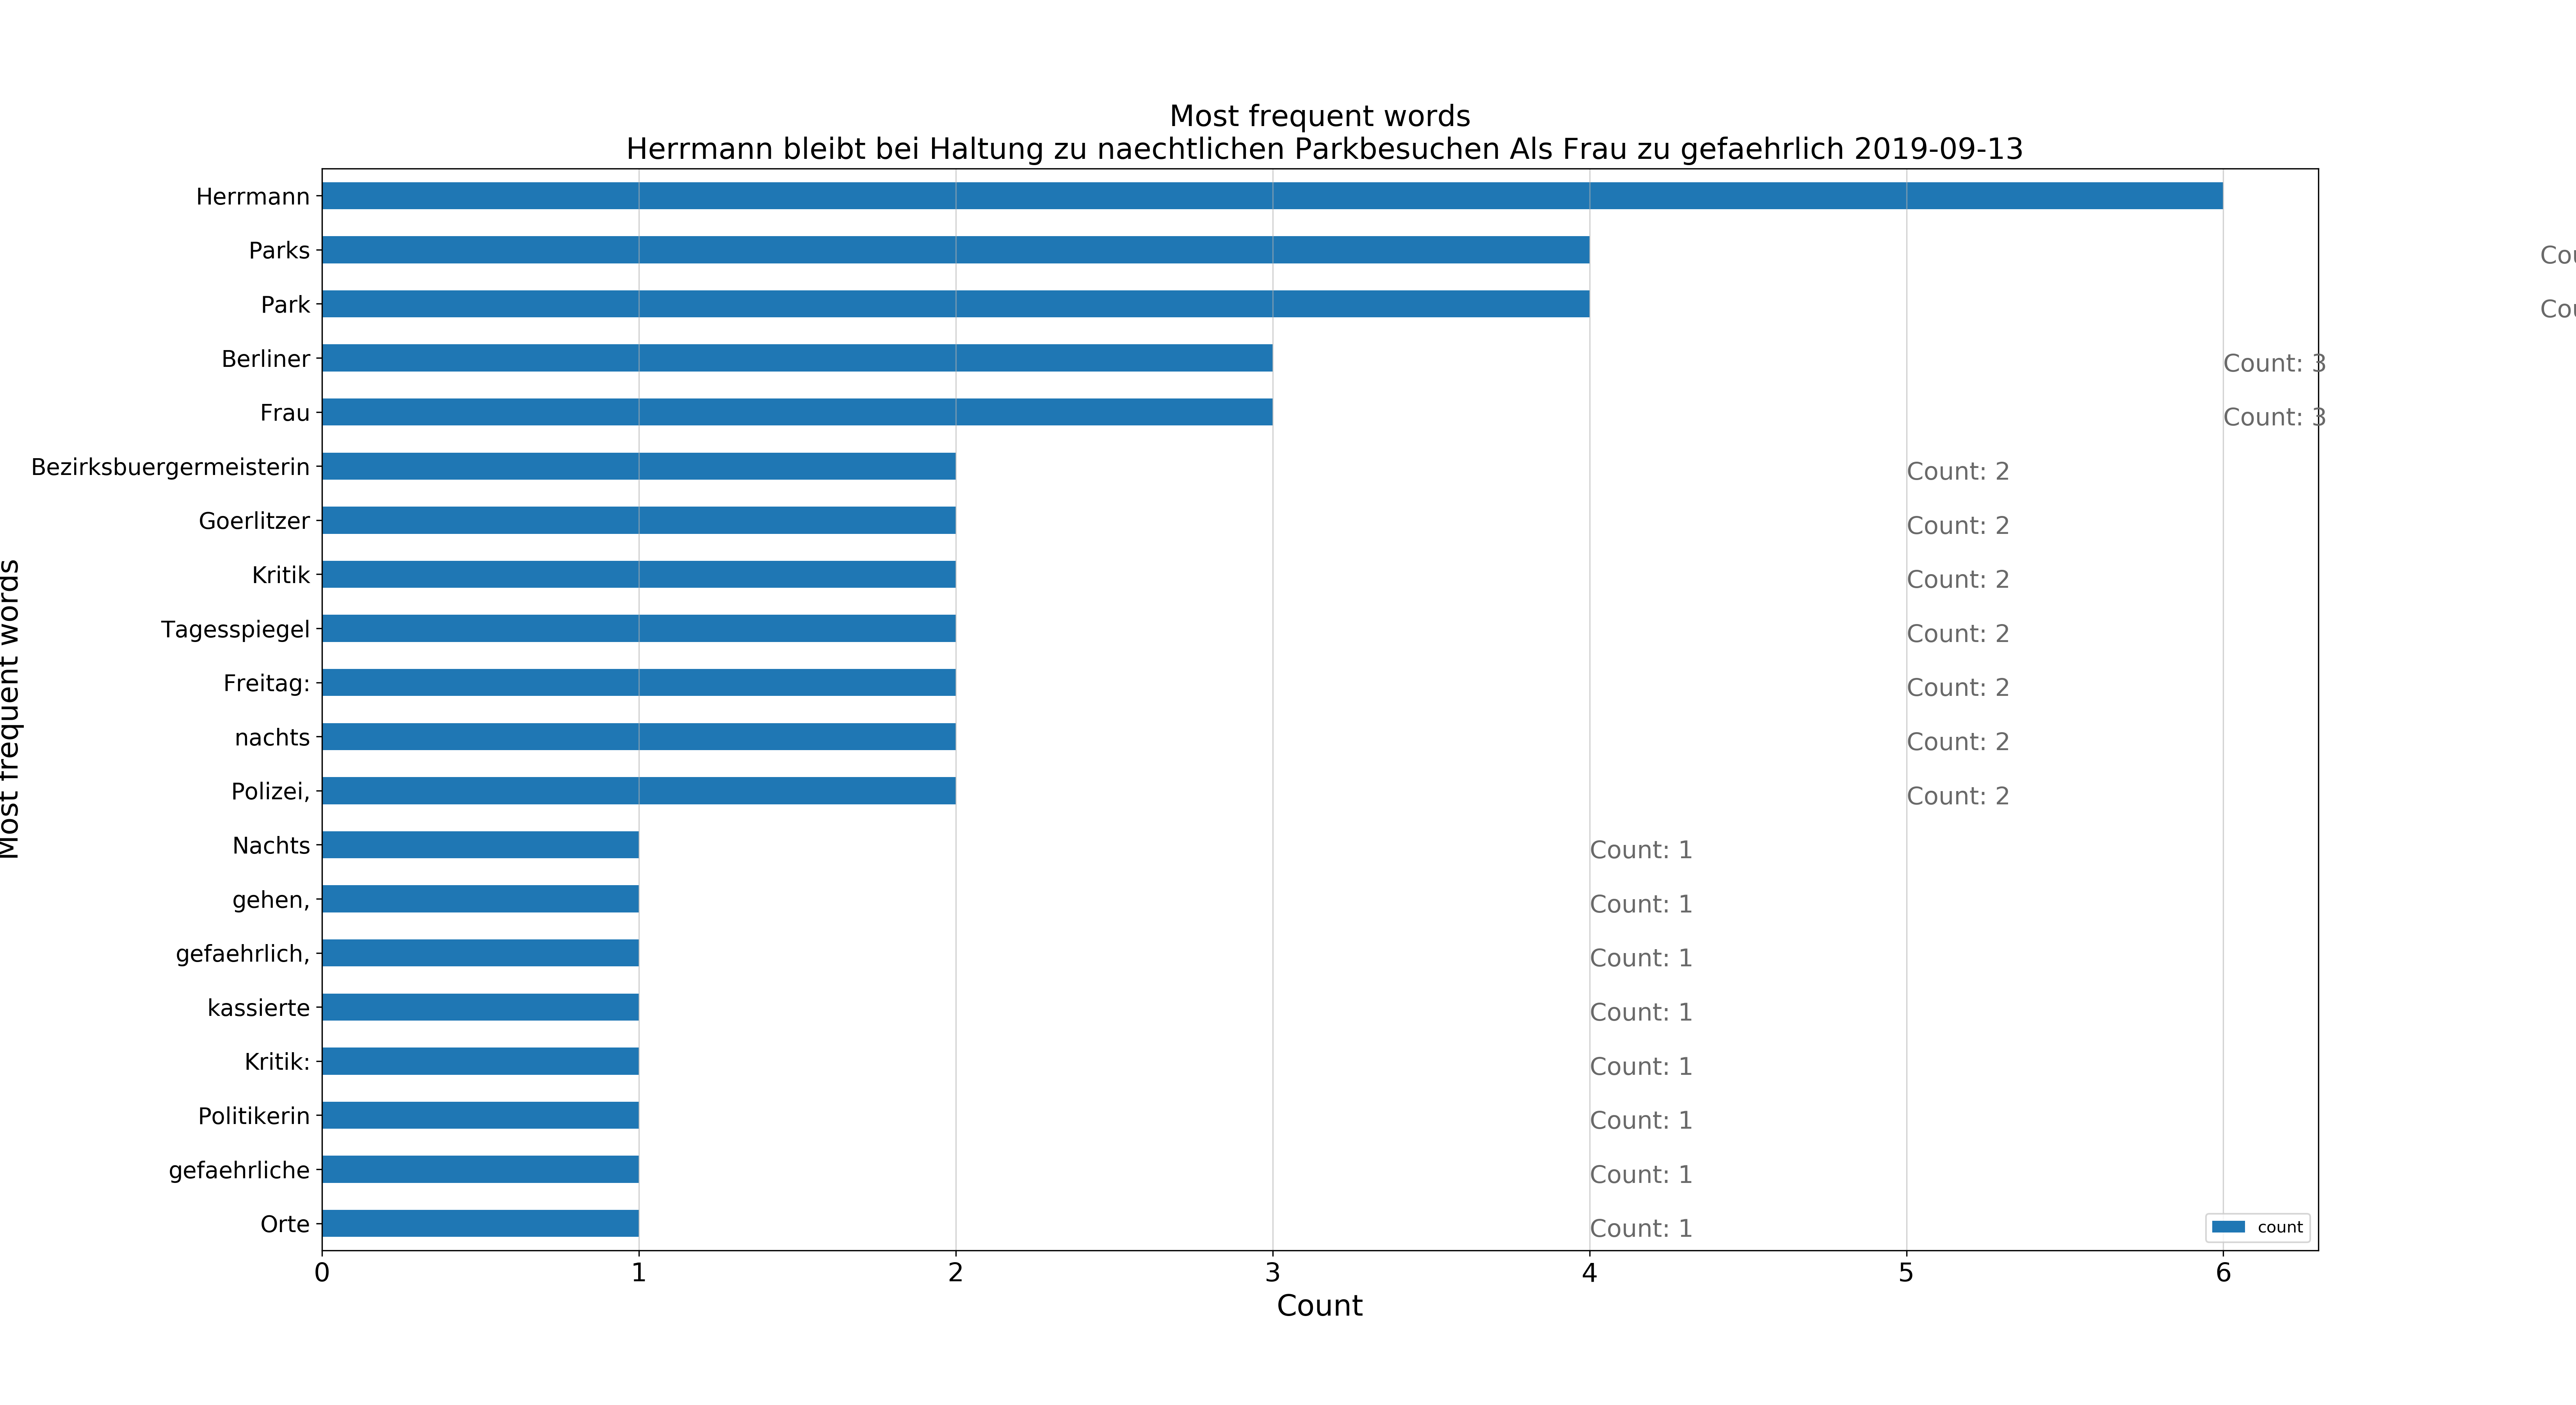 Most frequent words
Herrmann bleibt bei Haltung zu naechtlichen Parkbesuchen Als Frau zu gefaehrlich 2019-09-13
Herrmann
Parks Cou
Park Cou
Berliner Count: 3
Frau Count: 3
Bezirksbuergermeisterin Count: 2
Goerlitzer Count: 2
Kritik Count: 2
Tagesspiegel Count: 2
Freitag: Count: 2
nachts Count: 2
Polizei, Count: 2
Nachts Count: 1
gehen, Count: 1
gefaehrlich, Count: 1
kassierte Count: 1
Kritik: Count: 1
Politikerin Count: 1
gefaehrliche Count: 1
Orte Count: 1
count
0 1 2 3 4 5 6
Count
Most frequent words